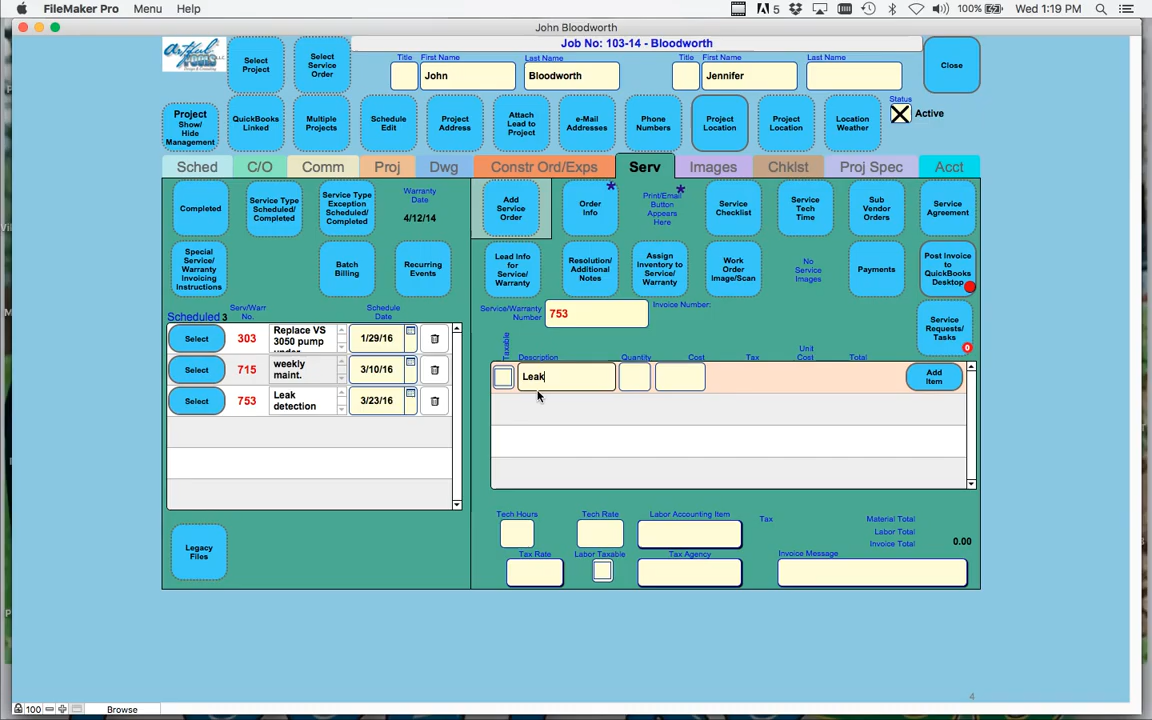 FileMaker Pro Menu Help
5 100% Wed 1:19 PM
John Bloodworth
Artful
POOLS
Select
Project
Select
Service
Order
Job No: 103-14 - Bloodworth
Title First Name Last Name Title First Name Last Name
John Bloodworth Jennifer
Close
Project
Show/
Hide
Management
QuickBooks
Linked
Multiple
Projects
Schedule
Edit
Project
Address
Attach
Lead to
Project
e-Mail
Addresses
Phone
Numbers
Project
Location
Project
Location
Location
Weather
Status
Active
Sched C/O Comm Proj Dwg Constr Ord/Exps Serv Images Chklst Proj Spec Acct
Completed
Service Type
Scheduled/
Completed
Service Type
Exception
Scheduled/
Completed
Warranty
Date
4/12/14
Add
Service
Order
Order
Info
*
Print/Email
Button
Appears
Here
*
Service
Checklist
Service
Tech
Time
Sub
Vendor
Orders
Service
Agreement
Special
Service/
Warranty
Invoicing
Instructions
Batch
Billing
Recurring
Events
Lead Info
for
Service/
Warranty
Resolution/
Additional
Notes
Assign
Inventory to
Service/
Warranty
Work
Order
Image/Scan
No
Service
Images
Payments
Post Invoice
to
QuickBooks
Desktop
Scheduled 3
Serv/Warr
No.
Schedule
Date
Service/Warranty
Number
753
Invoice Number:
Service
Requests/
Tasks
0
Select 303 Replace VS
3050 pump
under
1/29/16
Select 715 weekly
maint.
3/10/16
Select 753 Leak
detection
3/23/16
Taxable
Description Quantity Cost Tax Unit
Cost
Total
Leak
Add
Item
Legacy
Files
Tech Hours Tech Rate Labor Accounting Item Tax
Material Total
Labor Total
Invoice Total 0.00
Tax Rate Labor Taxable Tax Agency Invoice Message
4
100 Browse